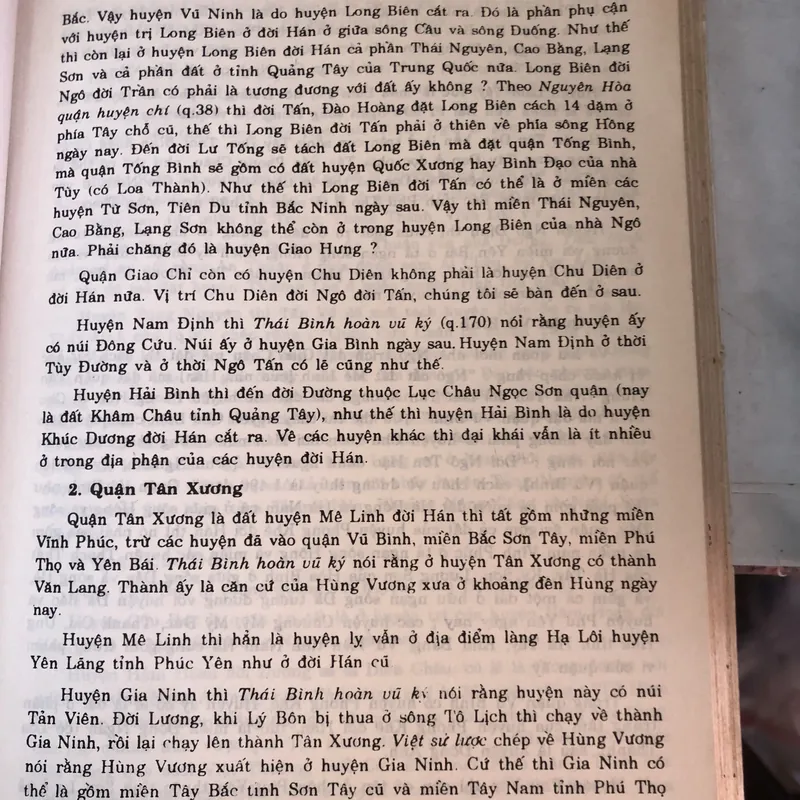 Bắc. Vậy huyện Vũ Ninh là do huyện Long Biên cắt ra. Đó là phần phụ cận
với huyện trị Long Biên ở đời Hán ở giữa sông Cầu và sông Đuống. Như thế
thì còn lại ở huyện Long Biên đời Hán cả phần Thái Nguyên, Cao Bằng, Lạng
Sơn và cả phần đất ở tỉnh Quảng Tây của Trung Quốc nữa. Long Biên đời
Ngô đời Trần có phải là tương đương với đất ấy không ? Theo Nguyên Hòa
quận huyện chí (q.38) thì đời Tấn, Đào Hoàng đặt Long Biên cách 14 dặm ở
phía Tây chỗ cũ, thế thì Long Biên đời Tấn phải ở thiên về phía sông Hồng
ngày nay. Đến đời Lư Tống sẽ tách đất Long Biên mà đặt quận Tống Bình,
mà quận Tống Bình sẽ gồm có đất huyện Quốc Xương hay Bình Đạo của nhà
Tùy (có Loa Thành). Như thế thì Long Biên đời Tấn có thể là ở miền các
huyện Từ Sơn, Tiên Du tỉnh Bắc Ninh ngày sau. Vậy thì miền Thái Nguyên,
Cao Bằng, Lạng Sơn không thể còn ở trong huyện Long Biên của nhà Ngô
nữa. Phải chăng đó là huyện Giao Hưng ?
Quận Giao Chỉ còn có huyện Chu Diên không phải là huyện Chu Diên ở
đời Hán nữa. Vị trí Chu Diên đời Ngô đời Tấn, chúng tôi sẽ bàn đến ở sau.
Huyện Nam Định thì Thái Bình hoàn vũ ký (q.170) nói rằng huyện ấy
có núi Đông Cứu. Núi ấy ở huyện Gia Bình ngày sau. Huyện Nam Định ở thời
Tùy Đường và ở thời Ngô Tấn có lẽ cũng như thế.
Huyện Hải Bình thì đến đời Đường thuộc Lục Châu Ngọc Sơn quận (nay
là đất Khâm Châu tỉnh Quảng Tây), như thế thì huyện Hải Bình là do huyện
Khúc Dương đời Hán cắt ra. Về các huyện khác thì đại khái vẫn là ít nhiều
ở trong địa phận của các huyện đời Hán.
2. Quận Tân Xương
Quận Tân Xương là đất huyện Mê Linh đời Hán thì tất gồm những miền
Vĩnh Phúc, trừ các huyện đã vào quận Vũ Bình, miền Bắc Sơn Tây, miền Phú
Thọ và Yên Bái. Thái Bình hoàn vũ ký nói rằng ở huyện Tân Xương có thành
Văn Lang. Thành ấy là căn cứ của Hùng Vương xưa ở khoảng đền Hùng ngày
nay.
Huyện Mê Linh thì hẳn là huyện lỵ vẫn ở địa điểm làng Hạ Lôi huyện
Yên Lãng tỉnh Phúc Yên như ở đời Hán cũ
Huyện Gia Ninh thì Thái Bình hoàn vũ ký nói rằng huyện này có núi
Tản Viên. Đời Lương, khi Lý Bôn bị thua ở sông Tô Lịch thì chạy về thành
Gia Ninh, rồi lại chạy lên thành Tân Xương. Việt sử lược chép về Hùng Vương
nói rằng Hùng Vương xuất hiện ở huyện Gia Ninh. Cứ thế thì Gia Ninh có
thể là gồm miền Tây Bắc tỉnh Sơn Tây cũ và miền Tây Nam tỉnh Phú Thọ